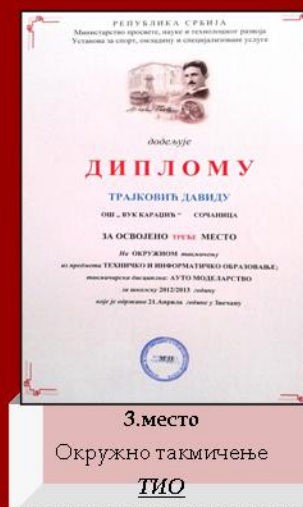 РЕПУБЛИКА СРБИЈА
Министарство просвете, науке и технолошког развоја
Установа за спорт, омладину и специјализоване услуге
додељује
ДИПЛОМУ
ТРАЈКОВИЋ ДАВИДУ
ОШ „ ВУК КАРАЏИЋ “ СОЧАНИЦА
ЗА ОСВОЈЕНО треће МЕСТО
На ОКРУЖНОМ такмичењу
из предмета ТЕХНИЧКО И ИНФОРМАТИЧКО ОБРАЗОВАЊЕ;
такмичарска дисциплина: АУТО МОДЕЛАРСТВО
за школску 2012/2013 годину
које је одржано 21.Априла године у Звечану
3.место
Окружно такмичење
ТИО